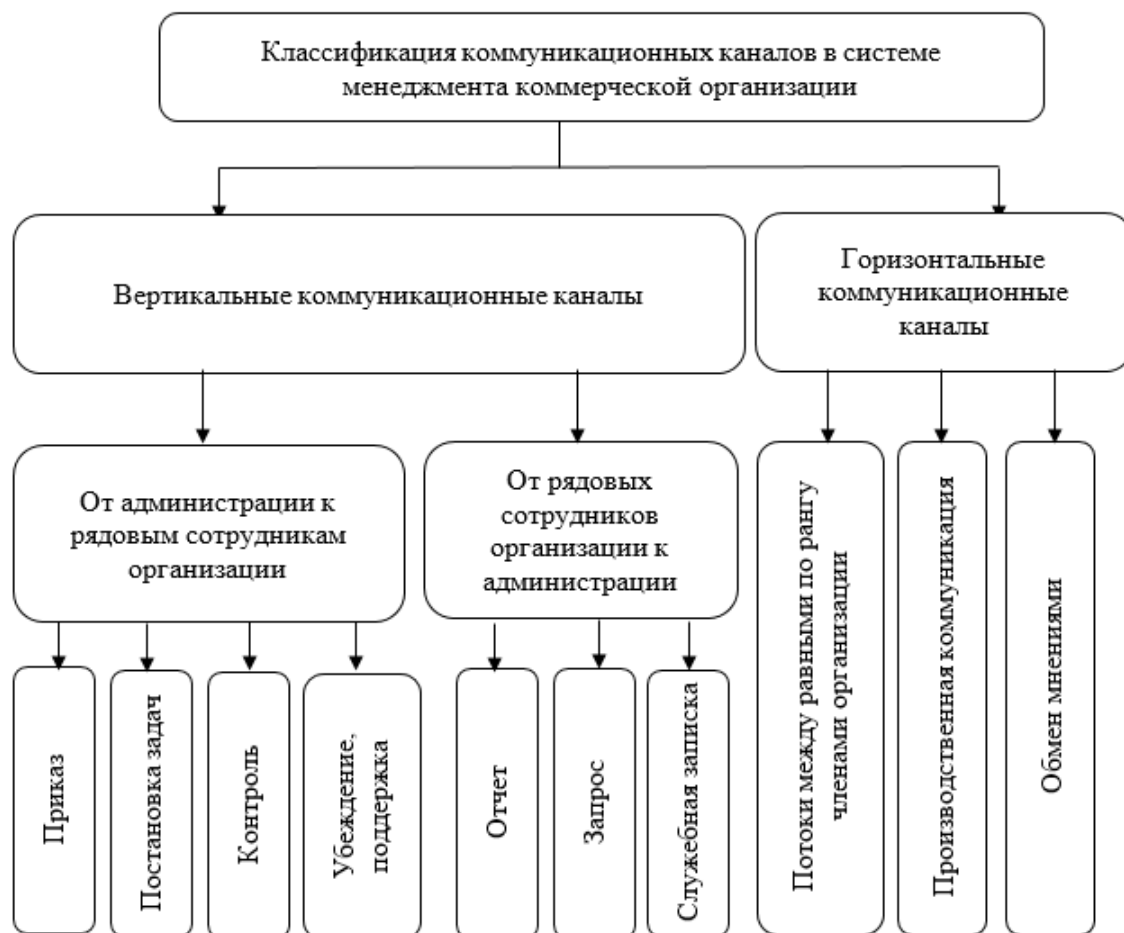 Классификация коммуникационных каналов в системе
менеджмента коммерческой организации
Вертикальные коммуникационные каналы
Горизонтальные
коммуникационные
каналы
От администрации к
рядовым сотрудникам
организации
От рядовых
сотрудников
организации к
администрации
Приказ
Постановка задач
Контроль
Убеждение,
поддержка
Отчет
Запрос
Служебная записка
Потоки между равными по рангу
членами организации
Производственная коммуникация
Обмен мнениями